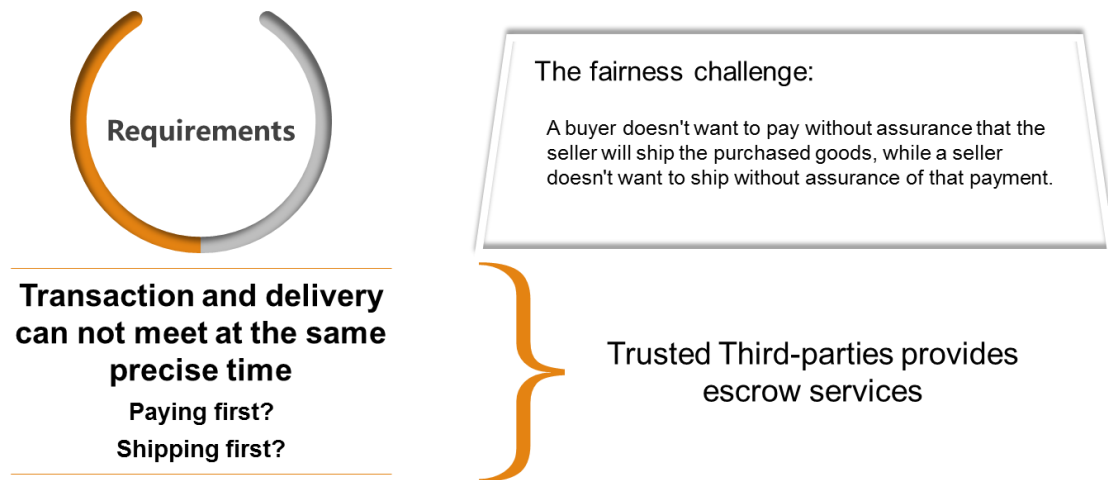 Requirements
The fairness challenge:
A buyer doesn't want to pay without assurance that the
seller will ship the purchased goods, while a seller
doesn't want to ship without assurance of that payment.
Transaction and delivery
can not meet at the same
precise time
Paying first?
Shipping first?
Trusted Third-parties provides
escrow services